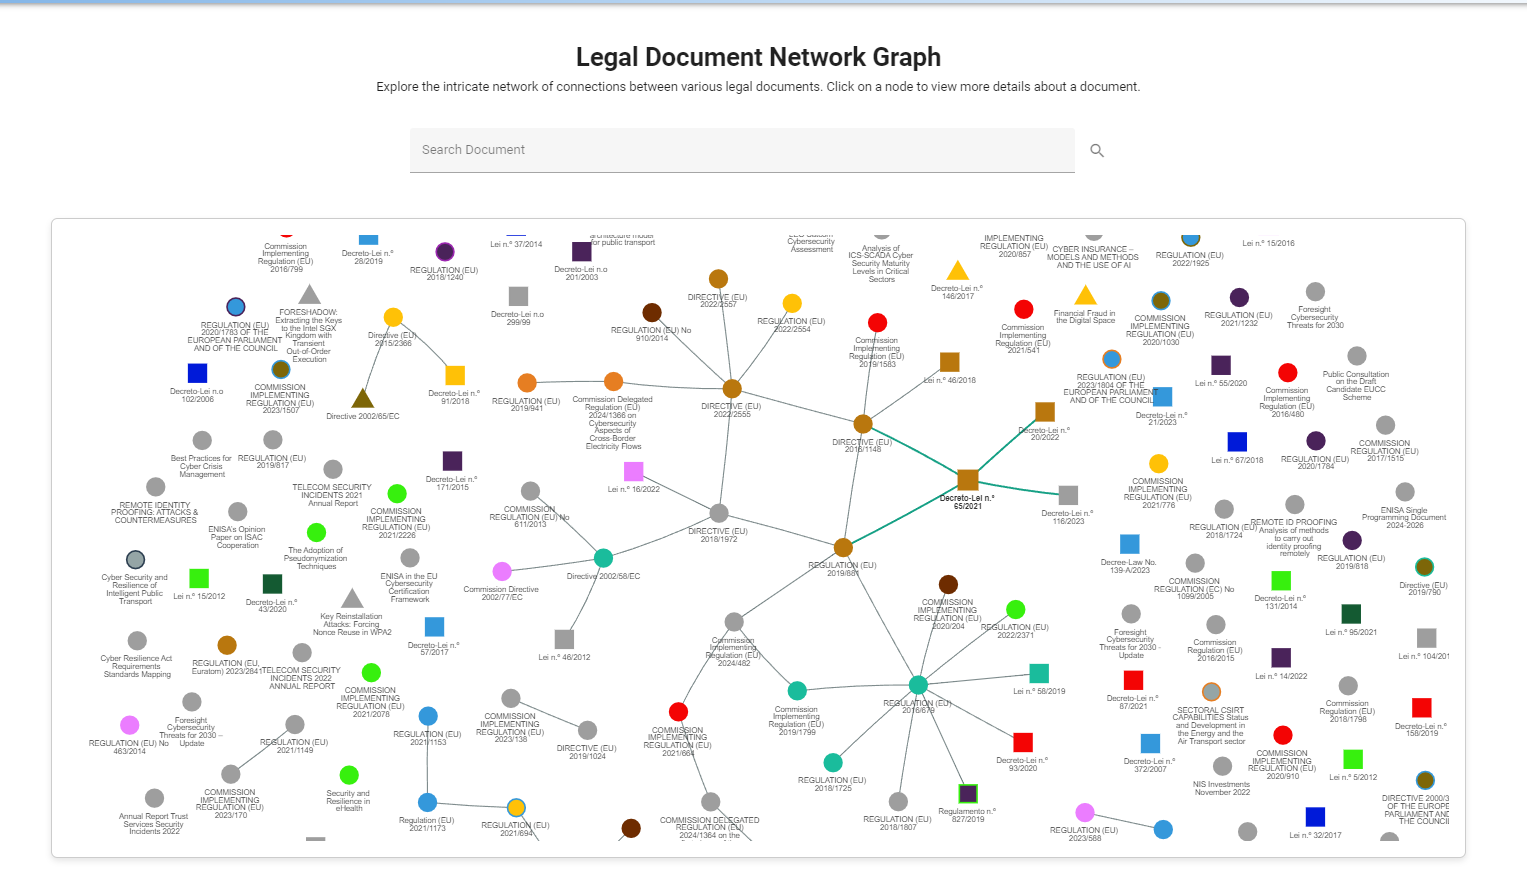 Legal Document Network Graph
Explore the intricate network of connections between various legal documents. Click on a node to view more details about a document.
Search Document
Commission
Implementing
Regulation (EU)
2016/799
Decreto-Lei n.º
28/2019
REGULATION (EU)
2018/1240
Lei n.º 37/2014
Decreto-Lei n.o
201/2003
for public transport
Cybersecurity
Assessment
Analysis of
ICS-SCADA Cyber
Security Maturity
Levels in Critical
Sectors
IMPLEMENTING
REGULATION (EU)
2020/857
CYBER INSURANCE –
MODELS AND METHODS
AND THE USE OF AI
REGULATION (EU)
2022/1925
Lei n.º 15/2016
REGULATION (EU)
2020/1783 OF THE
EUROPEAN PARLIAMENT
AND OF THE COUNCIL
FORESHADOW:
Extracting the Keys
to the Intel SGX
Kingdom with
Transient
Out-of-Order
Execution
Directive (EU)
2015/2366
Decreto-Lei n.o
299/99
REGULATION (EU) No
910/2014
DIRECTIVE (EU)
2022/2557
REGULATION (EU)
2022/2554
Commission
Implementing
Regulation (EU)
2019/1583
Decreto-Lei n.º
146/2017
Commission
Implementing
Regulation (EU)
2021/541
Financial Fraud in
the Digital Space
COMMISSION
IMPLEMENTING
REGULATION (EU)
2020/1030
REGULATION (EU)
2021/1232
Foresight
Cybersecurity
Threats for 2030
Decreto-Lei n.o
102/2006
COMMISSION
IMPLEMENTING
REGULATION (EU)
2023/1507
Directive 2002/65/EC
Decreto-Lei n.º
91/2018
REGULATION (EU)
2019/941
Commission Delegated
Regulation (EU)
2024/1366 on
Cybersecurity
Aspects of
Cross-Border
Electricity Flows
DIRECTIVE (EU)
2022/2555
DIRECTIVE (EU)
2016/1148
Lei n.º 46/2018
Decreto-Lei n.º
20/2022
REGULATION (EU)
2023/1804 OF THE
EUROPEAN PARLIAMENT
AND OF THE COUNCIL
Decreto-Lei n.º
21/2023
Lei n.º 55/2020
Commission
Implementing
Regulation (EU)
2016/480
Public Consultation
on the Draft
Candidate EUCC
Scheme
Best Practices for
Cyber Crisis
Management
REGULATION (EU)
2019/817
TELECOM SECURITY
INCIDENTS 2021
Annual Report
Decreto-Lei n.º
171/2015
Lei n.º 16/2022
Lei n.º 67/2018
REGULATION (EU)
2020/1784
COMMISSION
REGULATION (EU)
2017/1515
REMOTE IDENTITY
PROOFING: ATTACKS &
COUNTERMEASURES
ENISA's Opinion
Paper on ISAC
Cooperation
COMMISSION
IMPLEMENTING
REGULATION (EU)
2021/2226
COMMISSION
REGULATION (EU) No
611/2013
DIRECTIVE (EU)
2018/1972
Decreto-Lei n.º
65/2021
Decreto-Lei n.º
116/2023
COMMISSION
IMPLEMENTING
REGULATION (EU)
2021/776
REGULATION (EU)
2018/1724
REMOTE ID PROOFING
Analysis of methods
to carry out
identity proofing
remotely
ENISA Single
Programming Document
2024-2026
The Adoption of
Pseudonymization
Techniques
ENISA in the EU
Cybersecurity
Certification
Framework
Commission Directive
2002/77/EC
Directive 2002/58/EC
REGULATION (EU)
2019/881
Decree-Law No.
139-A/2023
COMMISSION
REGULATION (EC) No
1099/2005
REGULATION (EU)
2019/818
Directive (EU)
2019/790
Cyber Security and
Resilience of
Intelligent Public
Transport
Lei n.º 15/2012
Decreto-Lei n.º
43/2020
Key Reinstallation
Attacks: Forcing
Nonce Reuse in WPA2
Decreto-Lei n.º
57/2017
Lei n.º 46/2012
Commission
Implementing
Regulation (EU)
2024/482
COMMISSION
IMPLEMENTING
REGULATION (EU)
2020/204
REGULATION (EU)
2022/2371
Foresight
Cybersecurity
Threats for 2030 -
Update
Commission
Regulation (EU)
2016/2015
Decreto-Lei n.º
131/2014
Lei n.º 95/2021
Lei n.º 104/201
Cyber Resilience Act
Requirements
Standards Mapping
REGULATION (EU,
Euratom) 2023/2841
TELECOM SECURITY
INCIDENTS 2022
ANNUAL REPORT
COMMISSION
IMPLEMENTING
REGULATION (EU)
2021/2078
COMMISSION
IMPLEMENTING
REGULATION (EU)
2023/138
DIRECTIVE (EU)
2019/1024
COMMISSION
IMPLEMENTING
REGULATION (EU)
2021/664
Commission
Implementing
Regulation (EU)
2019/1799
REGULATION (EU)
2016/679
Lei n.º 58/2019
Decreto-Lei n.º
87/2021
SECTORAL CSIRT
CAPABILITIES Status
and Development in
the Energy and the
Air Transport sector
Lei n.º 14/2022
Commission
Regulation (EU)
2018/1798
Decreto-Lei n.º
158/2019
REGULATION (EU) No
463/2014
Foresight
Cybersecurity
Threats for 2030 –
Update
REGULATION (EU)
2021/1149
REGULATION (EU)
2021/1153
Decreto-Lei n.º
93/2020
Decreto-Lei n.º
372/2007
COMMISSION
IMPLEMENTING
REGULATION (EU)
2020/910
Lei n.º 5/2012
Annual Report Trust
Services Security
Incidents 2022
COMMISSION
IMPLEMENTING
REGULATION (EU)
2023/170
Security and
Resilience in
eHealth
Regulation (EU)
2021/1173
REGULATION (EU)
2021/694
COMMISSION DELEGATED
REGULATION (EU)
2024/1364 on the
REGULATION (EU)
2018/1725
REGULATION (EU)
2018/1807
Regulamento n.º
827/2019
REGULATION (EU)
2023/588
NIS Investments
November 2022
Lei n.º 32/2017
DIRECTIVE 2000/3
OF THE EUROPE
PARLIAMENT AND
THE COUNCIL